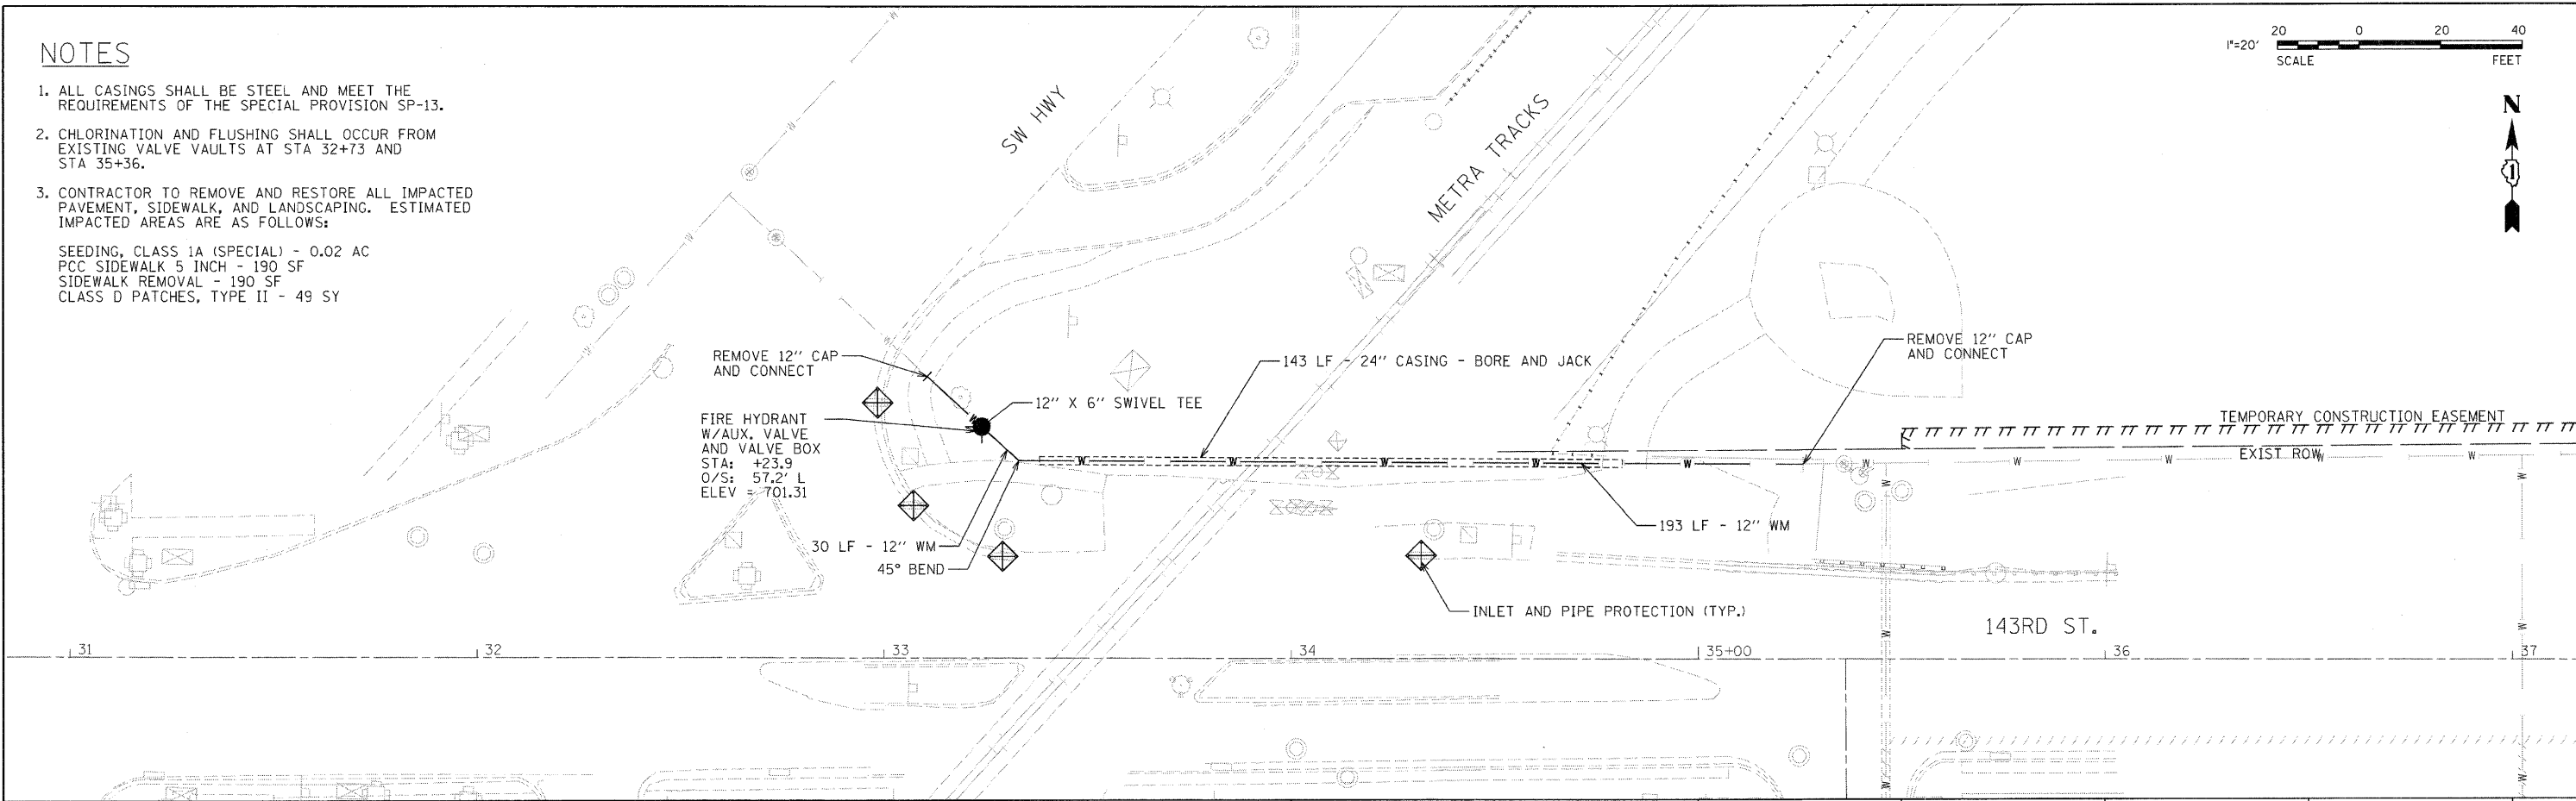 NOTES
1. ALL CASINGS SHALL BE STEEL AND MEET THE
REQUIREMENTS OF THE SPECIAL PROVISION SP-13.
2. CHLORINATION AND FLUSHING SHALL OCCUR FROM
EXISTING VALVE VAULTS AT STA 32+73 AND
STA 35+36.
3. CONTRACTOR TO REMOVE AND RESTORE ALL IMPACTED
PAVEMENT, SIDEWALK, AND LANDSCAPING. ESTIMATED
IMPACTED AREAS ARE AS FOLLOWS:
SEEDING, CLASS 1A (SPECIAL) - 0.02 AC
PCC SIDEWALK 5 INCH - 190 SF
SIDEWALK REMOVAL - 190 SF
CLASS D PATCHES, TYPE II - 49 SY
SW HWY
METRA TRACKS
20 0 20 40
1"=20'
SCALE FEET
N
1
REMOVE 12" CAP
AND CONNECT
143 LF - 24" CASING - BORE AND JACK
REMOVE 12" CAP
AND CONNECT
12" X 6" SWIVEL TEE
FIRE HYDRANT
W/AUX. VALVE
AND VALVE BOX
STA: +23.9
O/S: 57.2' L
ELEV = 701.31
TEMPORARY CONSTRUCTION EASEMENT
EXIST ROW
W W W W W
193 LF - 12" WM
30 LF - 12" WM
45° BEND
INLET AND PIPE PROTECTION (TYP.)
143RD ST.
31 32 33 34 35+00 36 37